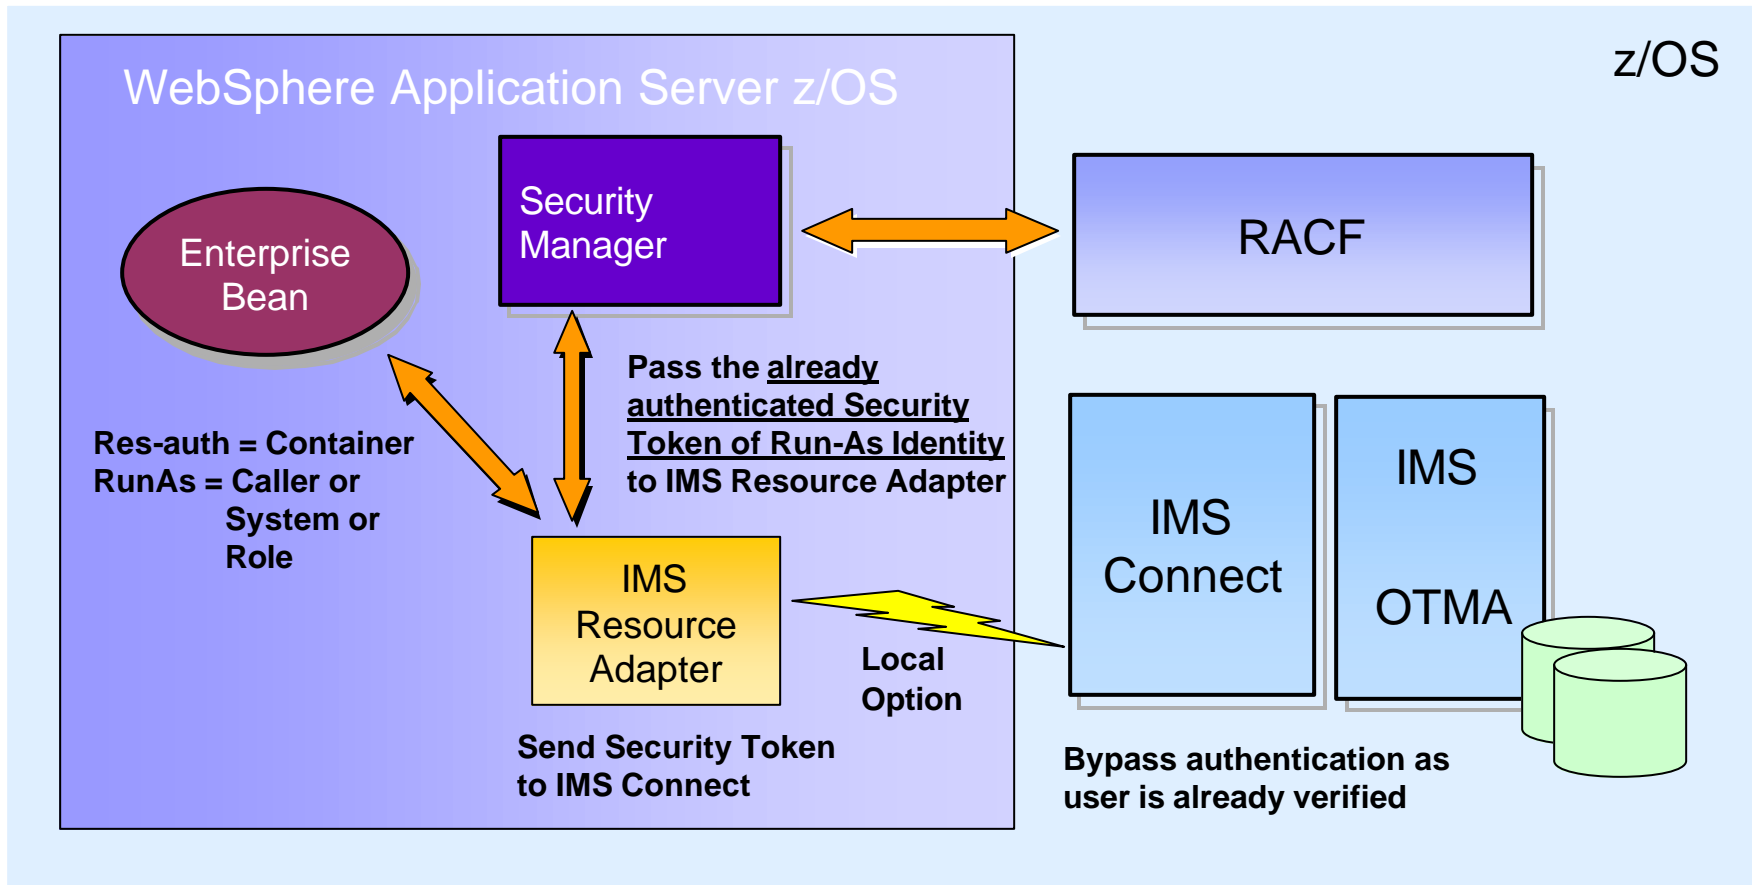 z/OS
WebSphere Application Server z/OS
Security
Manager
RACF
Enterprise
Bean
Pass the already
authenticated Security
Token of Run-As Identity
to IMS Resource Adapter
Res-auth = Container
RunAs = Caller or
System or
Role
IMS
Connect
IMS
OTMA
IMS
Resource
Adapter
Local
Option
Send Security Token
to IMS Connect
Bypass authentication as
user is already verified